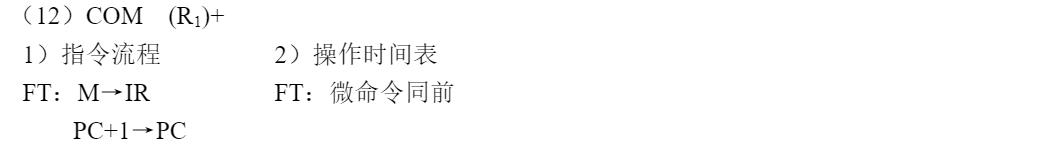 （12）COM (R₁)+
1）指令流程 2）操作时间表
FT：M→IR FT：微命令同前
PC+1→PC